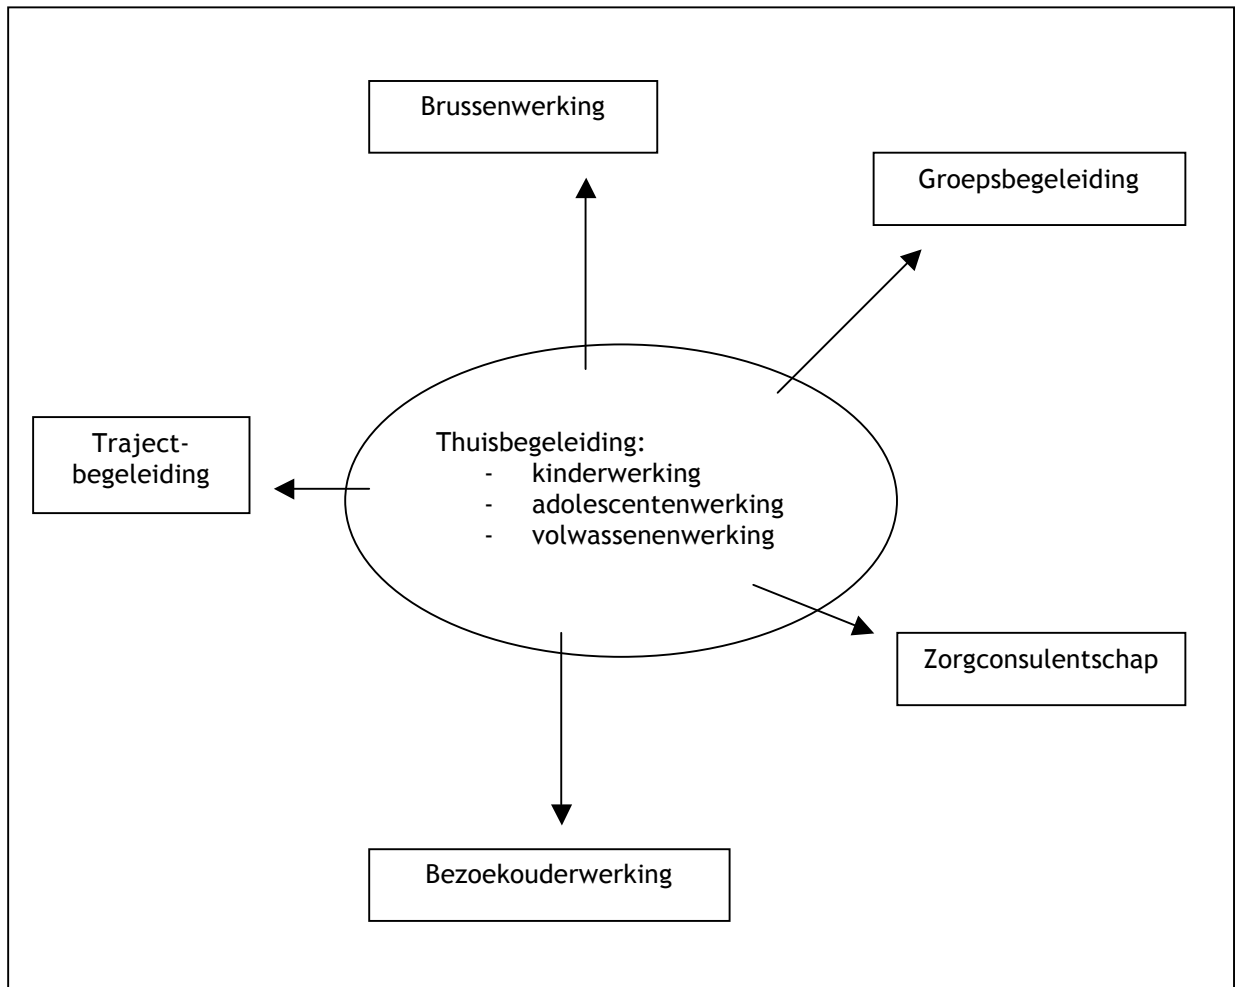 Brussenwerking
Groepsbegeleiding
Traject-
begeleiding
Thuisbegeleiding:
- kinderwerking
- adolescentenwerking
- volwassenenwerking
Zorgconsulentschap
Bezoekouderwerking